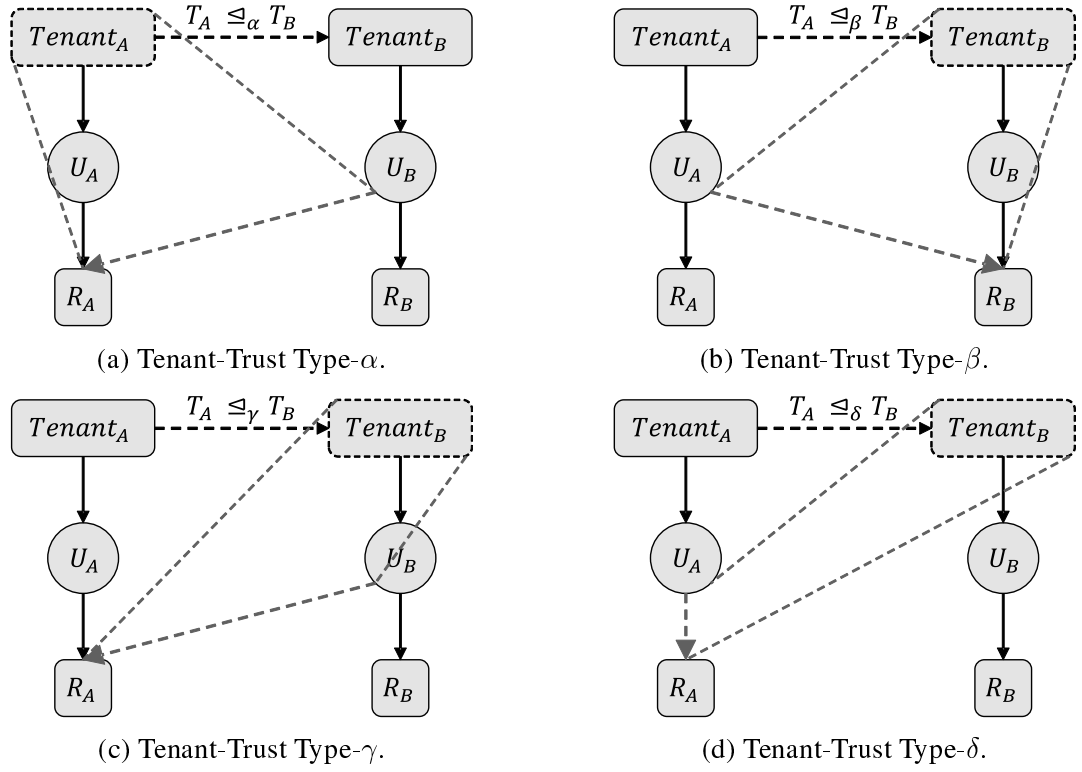 T_A ⊴_α T_B
Tenant_A
Tenant_B
U_A
U_B
R_A
R_B
(a) Tenant-Trust Type-α.
T_A ⊴_β T_B
Tenant_A
Tenant_B
U_A
U_B
R_A
R_B
(b) Tenant-Trust Type-β.
T_A ⊴_γ T_B
Tenant_A
Tenant_B
U_A
U_B
R_A
R_B
(c) Tenant-Trust Type-γ.
T_A ⊴_δ T_B
Tenant_A
Tenant_B
U_A
U_B
R_A
R_B
(d) Tenant-Trust Type-δ.